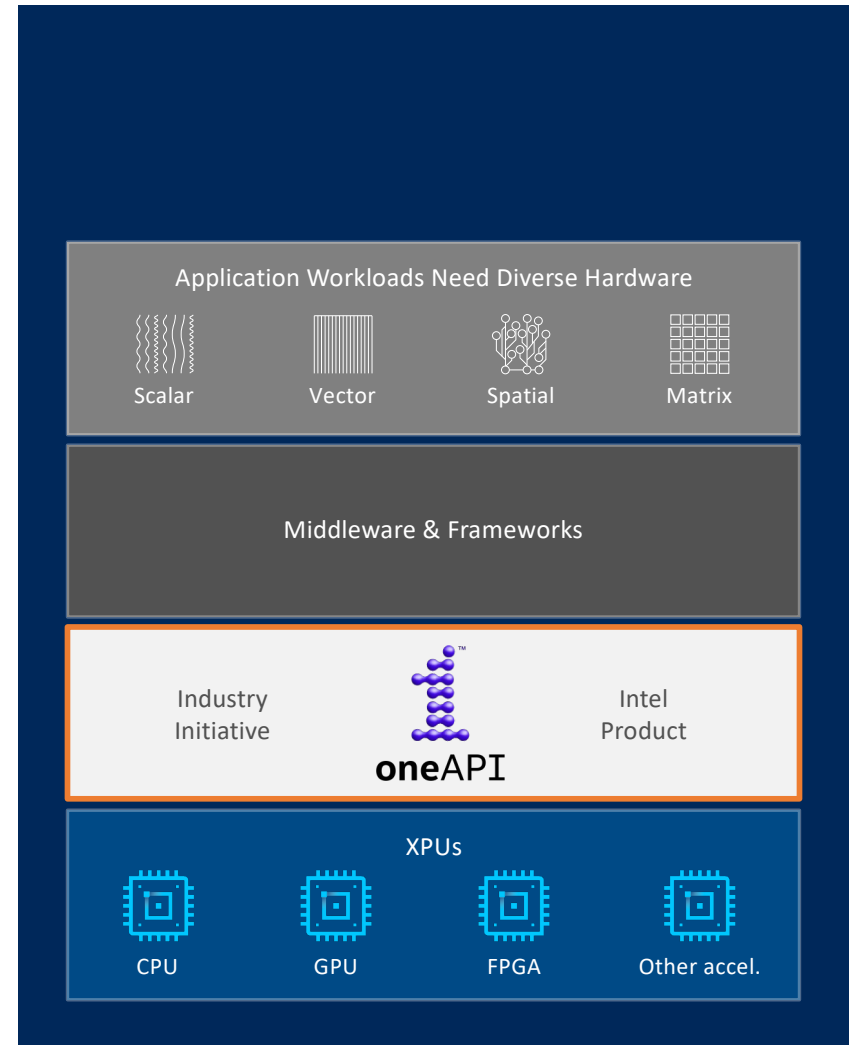 Application Workloads Need Diverse Hardware
Scalar Vector Spatial Matrix
Middleware & Frameworks
Industry
Initiative
™
oneAPI
Intel
Product
XPUs
CPU GPU FPGA Other accel.